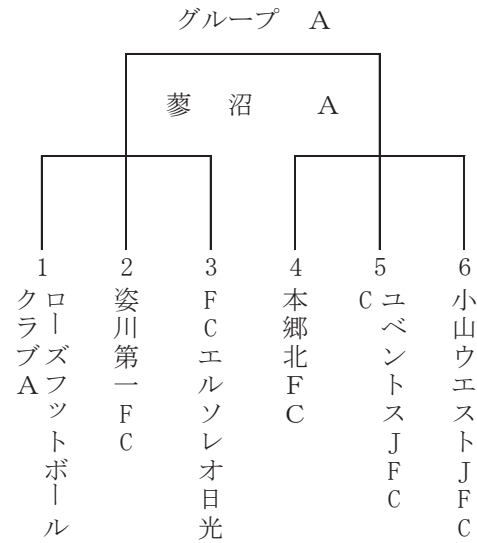 グループ　A
蓼　沼　　A
1
2
3
4
5
6
ローズフットボール
クラブA
姿川第一FC
FCエルソレオ日光
本郷北FC
ユベントスJFC
C
小山ウエストJFC